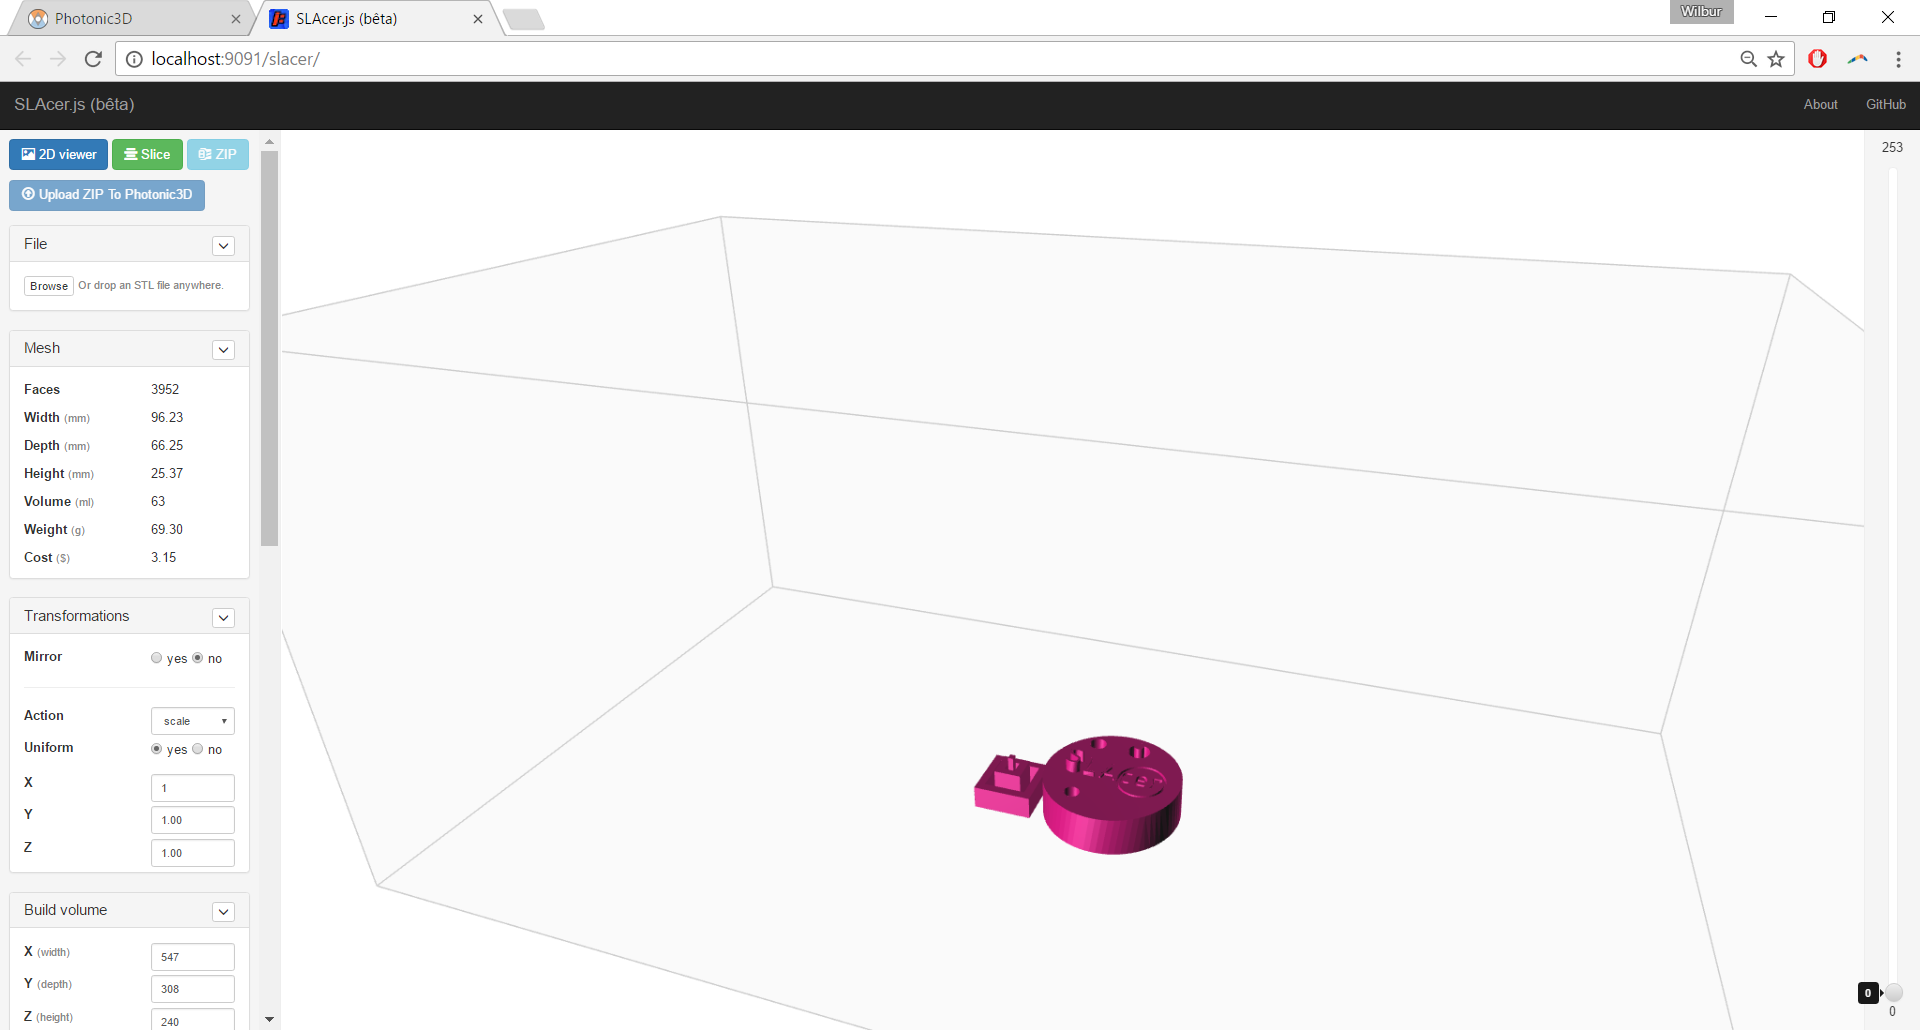 Photonic3D
SLAcer.js (bêta)
Wilbur
localhost:9091/slacer/
SLAcer.js (bêta)
About
GitHub
2D viewer
Slice
ZIP
Upload ZIP To Photonic3D
File
Browse Or drop an STL file anywhere.
Mesh
Faces 3952
Width (mm) 96.23
Depth (mm) 66.25
Height (mm) 25.37
Volume (ml) 63
Weight (g) 69.30
Cost ($) 3.15
Transformations
Mirror yes no
Action scale
Uniform yes no
X 1
Y 1.00
Z 1.00
Build volume
X (width) 547
Y (depth) 308
Z (height) 240
253
0
0